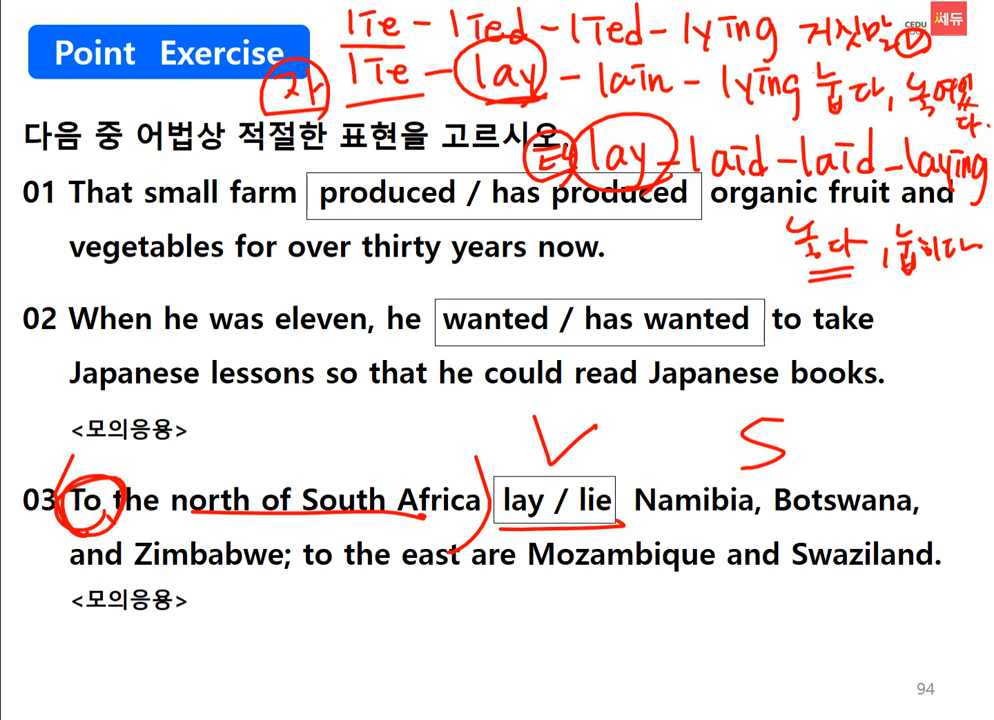 lie - lied - lied - lying 거짓말
CEDU
쎄듀
Point Exercise
자 lie - lay - lain - lying 눕다, 놓여있다.
다음 중 어법상 적절한 표현을 고르시오.
타 lay - laid - laid - laying
01 That small farm produced / has produced organic fruit and
놓다, 눕히다
vegetables for over thirty years now.
02 When he was eleven, he wanted / has wanted to take
Japanese lessons so that he could read Japanese books.
<모의응용>
V S
03 To the north of South Africa lay / lie Namibia, Botswana,
and Zimbabwe; to the east are Mozambique and Swaziland.
<모의응용>
94